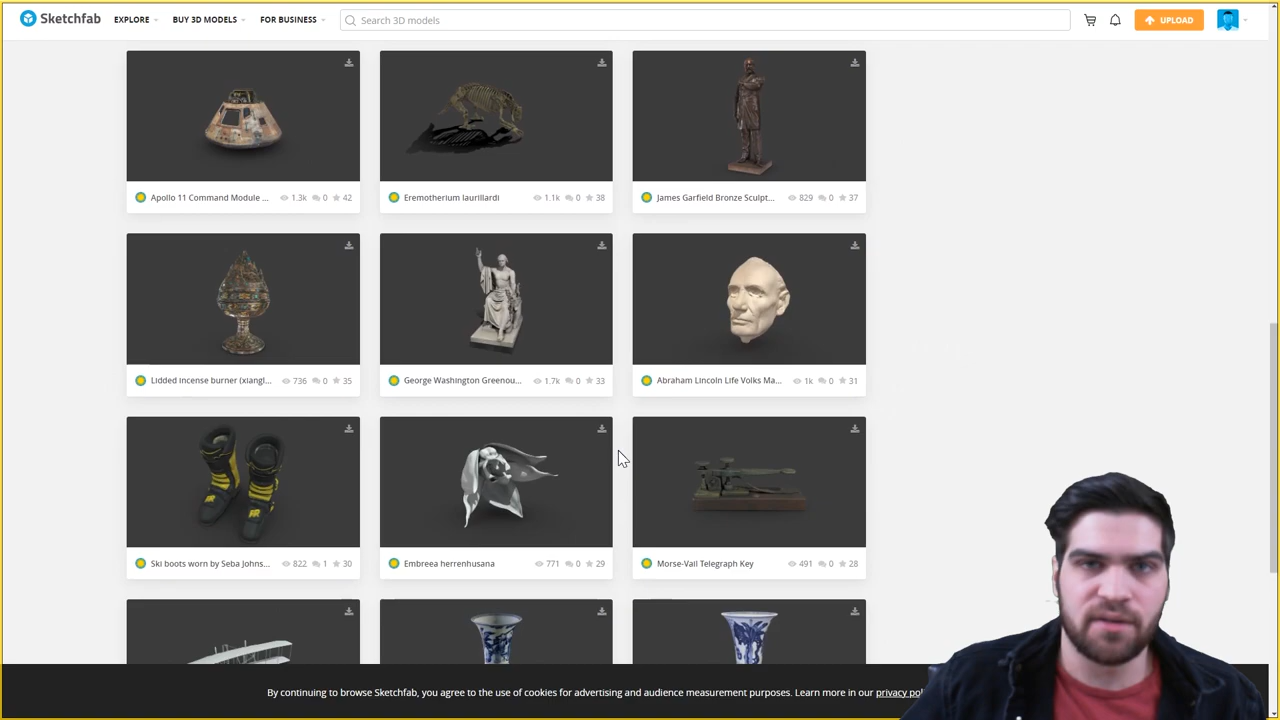 Sketchfab EXPLORE BUY 3D MODELS FOR BUSINESS Search 3D models UPLOAD
Apollo 11 Command Module ... 1.3k 0 42
Eremotherium laurillardi 1.1k 0 38
James Garfield Bronze Sculpt... 829 0 37
Lidded incense burner (xiangl... 736 0 35
George Washington Greenou... 1.7k 0 33
Abraham Lincoln Life Volks Ma... 1k 0 31
Ski boots worn by Seba Johns... 822 1 30
Embreea herrenhusana 771 0 29
Morse-Vail Telegraph Key 491 0 28
By continuing to browse Sketchfab, you agree to the use of cookies for advertising and audience measurement purposes. Learn more in our privacy pol